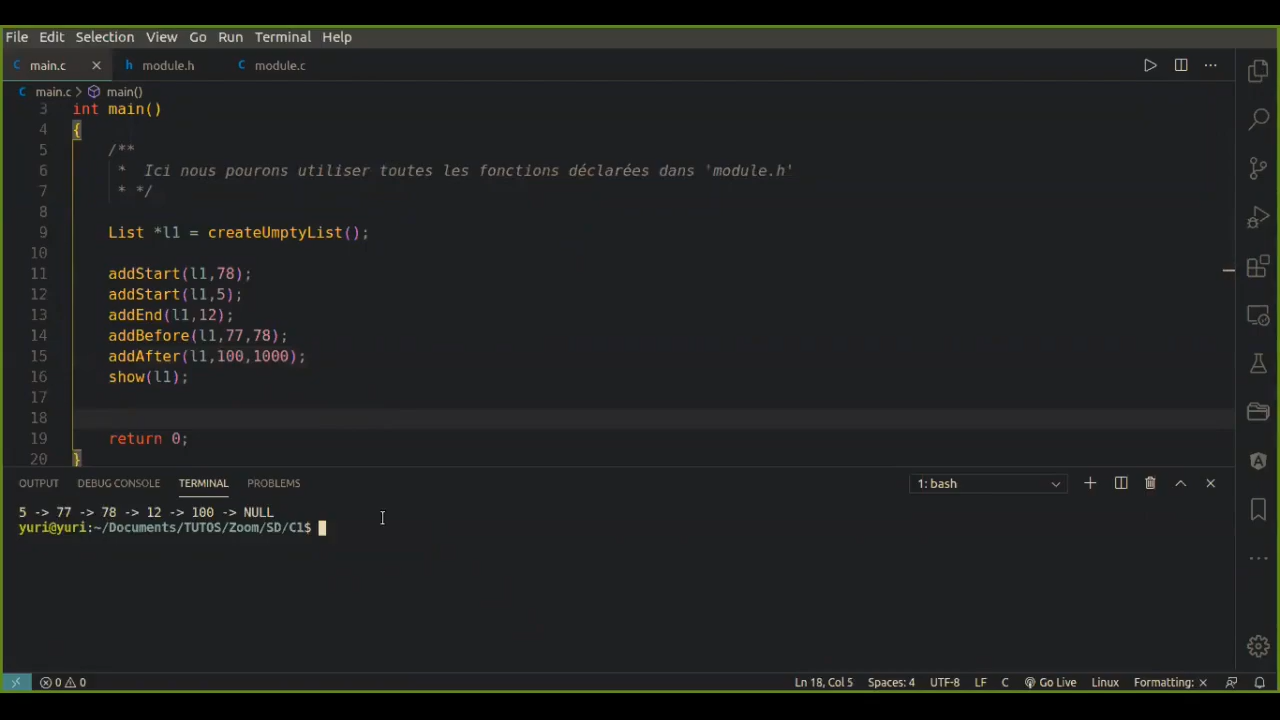 File Edit Selection View Go Run Terminal Help
main.c module.h module.c
main.c main()
3 int main()
4 {
5 /**
6 * Ici nous pourons utiliser toutes les fonctions déclarées dans 'module.h'
7 * */
8
9 List *l1 = createUmptyList();
10
11 addStart(l1,78);
12 addStart(l1,5);
13 addEnd(l1,12);
14 addBefore(l1,77,78);
15 addAfter(l1,100,1000);
16 show(l1);
17
18
19 return 0;
20 }
OUTPUT DEBUG CONSOLE TERMINAL PROBLEMS 1: bash
5 -> 77 -> 78 -> 12 -> 100 -> NULL
yuri@yuri:~/Documents/TUTOS/Zoom/SD/C1$
0 0 Ln 18, Col 5 Spaces: 4 UTF-8 LF C Go Live Linux Formatting: ×